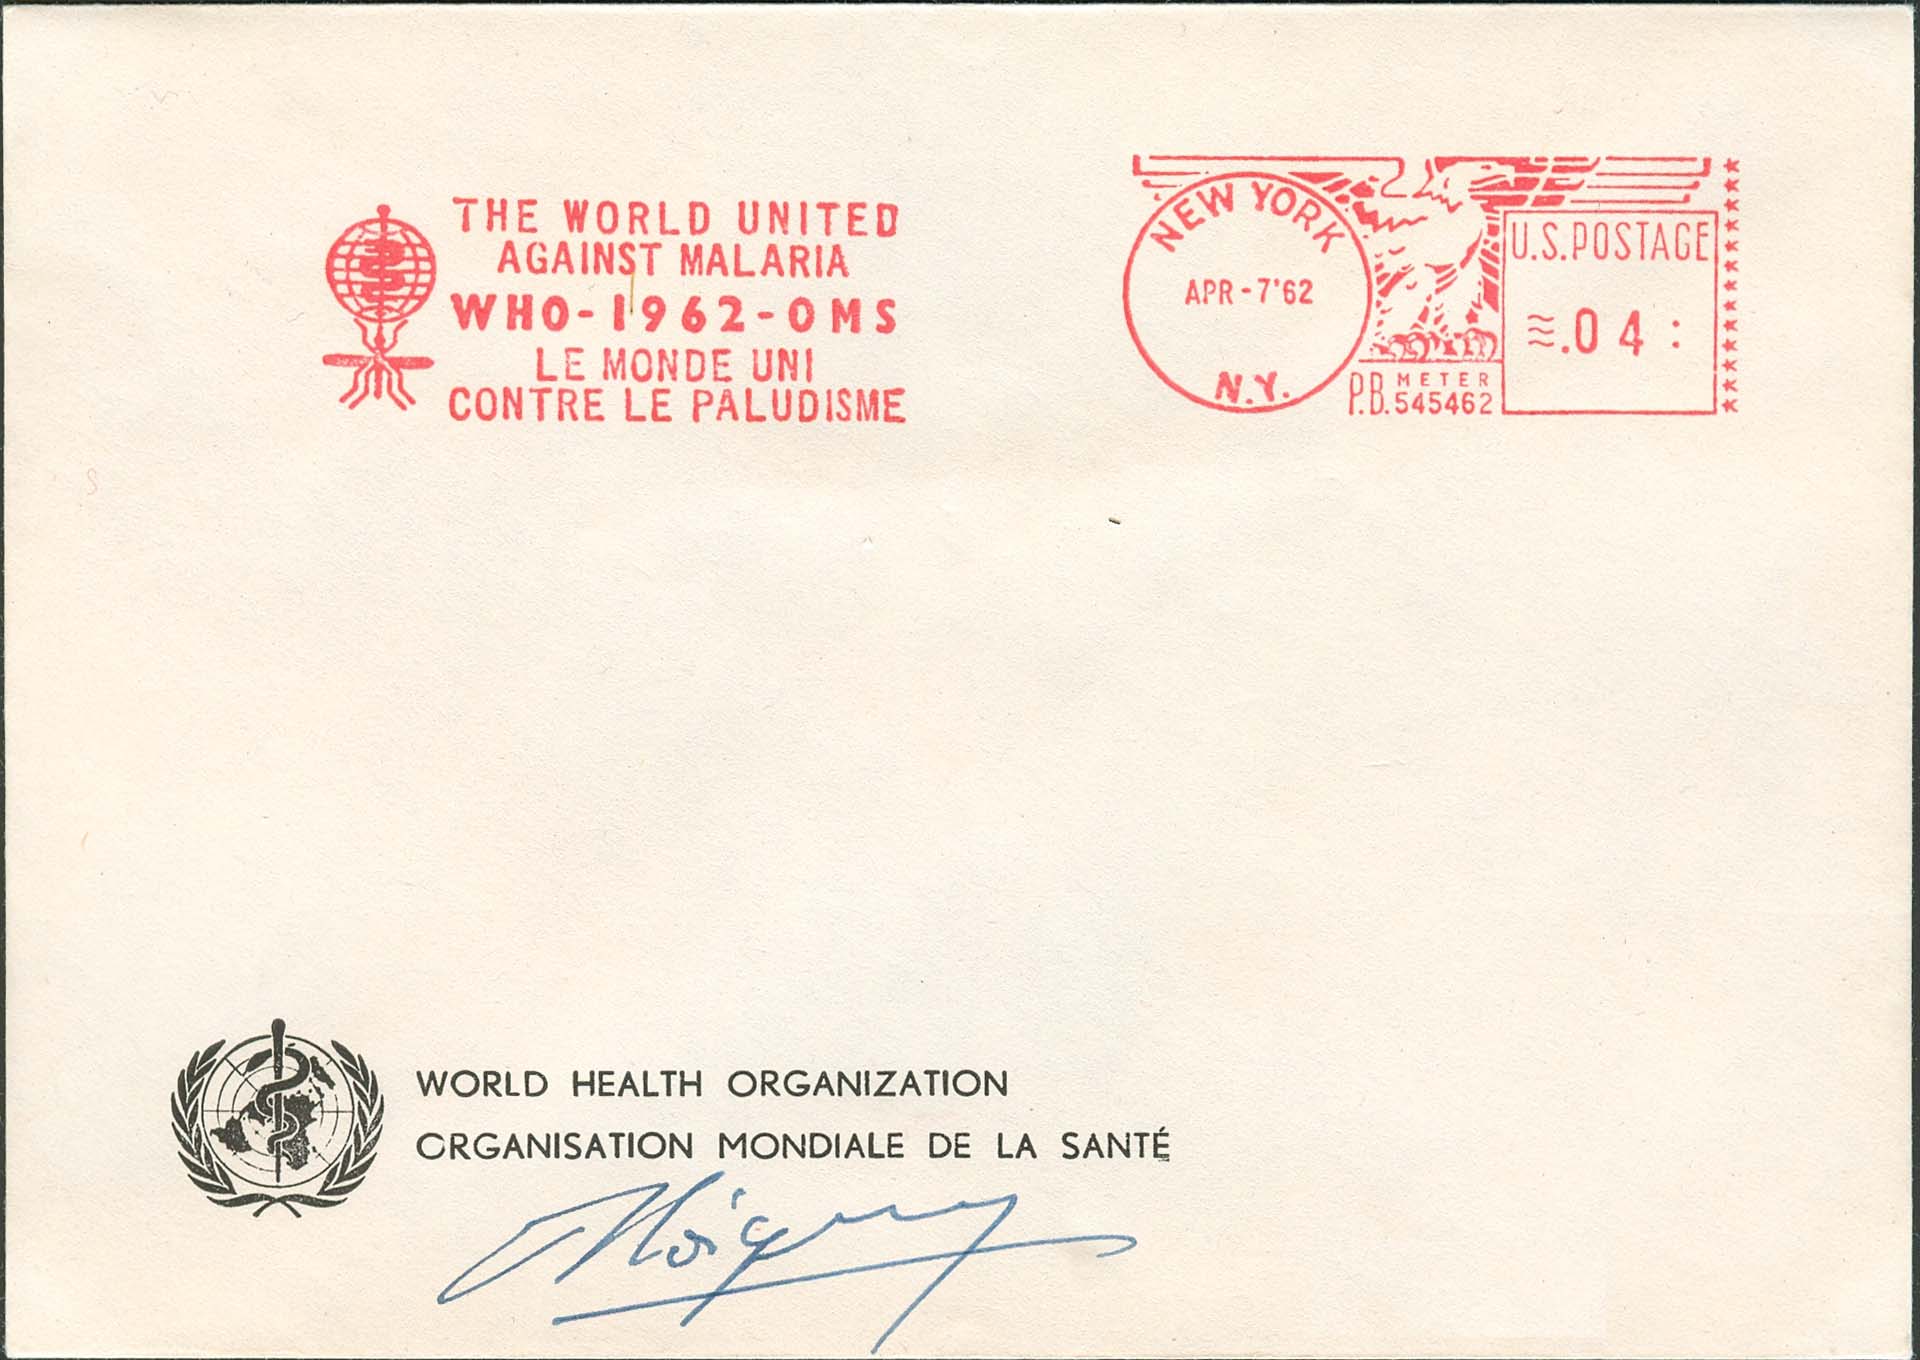 THE WORLD UNITED
AGAINST MALARIA
WHO-1962-OMS
LE MONDE UNI
CONTRE LE PALUDISME
NEW YORK
APR-7'62
N.Y.
P.B. METER
545462
U.S. POSTAGE
.04
WORLD HEALTH ORGANIZATION
ORGANISATION MONDIALE DE LA SANTÉ